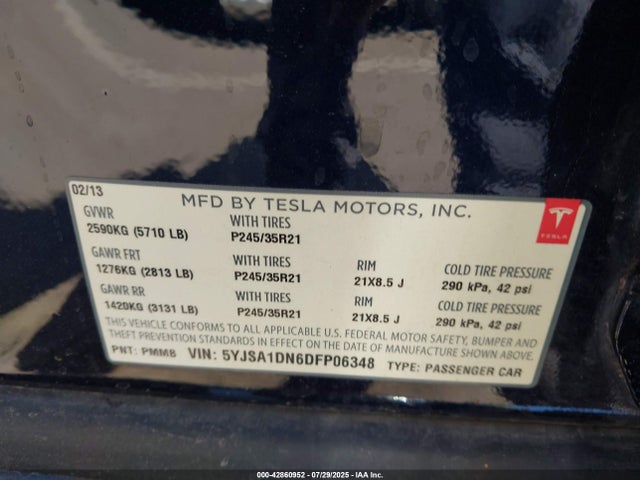 02/13
MFD BY TESLA MOTORS, INC.
TESLA
GVWR WITH TIRES
2590KG (5710 LB) P245/35R21
GAWR FRT WITH TIRES RIM COLD TIRE PRESSURE
1276KG (2813 LB) P245/35R21 21X8.5 J 290 kPa, 42 psi
GAWR RR WITH TIRES RIM COLD TIRE PRESSURE
1420KG (3131 LB) P245/35R21 21X8.5 J 290 kPa, 42 psi
THIS VEHICLE CONFORMS TO ALL APPLICABLE U.S. FEDERAL MOTOR SAFETY, BUMPER AND
THEFT PREVENTION STANDARDS IN EFFECT ON THE DATE OF MANUFACTURE SHOWN ABOVE.
PNT: PMMB VIN: 5YJSA1DN6DFP06348 TYPE: PASSENGER CAR
000-42860952 - 07/29/2025 - IAA Inc.